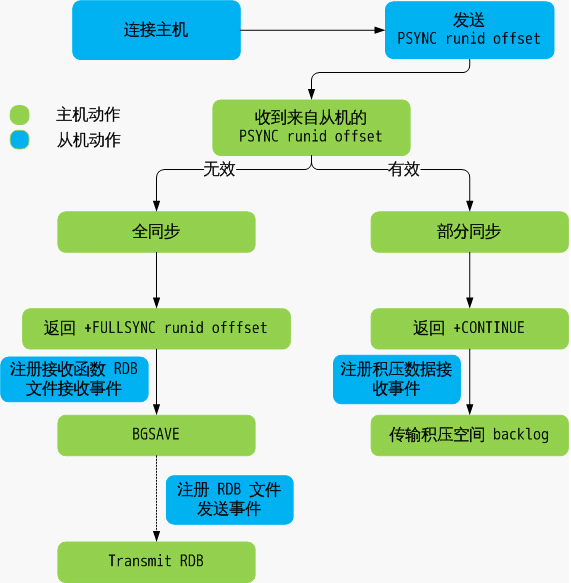 连接主机
发送
PSYNC runid offset
主机动作
从机动作
收到来自从机的
PSYNC runid offset
无效
有效
全同步
部分同步
返回 +FULLSYNC runid offfset
返回 +CONTINUE
注册接收函数 RDB
文件接收事件
注册积压数据接
收事件
BGSAVE
传输积压空间 backlog
注册 RDB 文件
发送事件
Transmit RDB